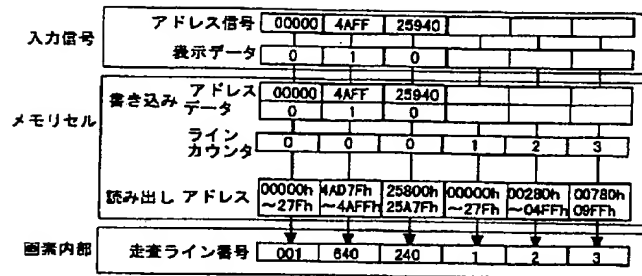 入力信号
アドレス信号 00000 4AFF 25940
表示データ 0 1 0
メモリセル
書き込み アドレス 00000 4AFF 25940
データ 0 1 0
ライン
カウンタ 0 0 0 1 2 3
読み出し アドレス 00000h ～27Fh 4AD7Fh ～4AFFh 25800h 25A7Fh 00000h ～27Fh 00280h ～04FFh 00780h 09FFh
画素内部 走査ライン番号 001 640 240 1 2 3